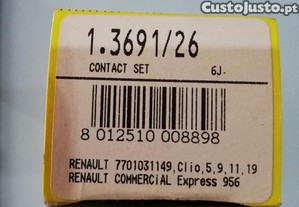 CustoJusto.pt
1.3691/26
CONTACT SET 6J-
8 012510 008898
RENAULT 7701031149,Clio,5,9,11,19
RENAULT COMMERCIAL Express 956